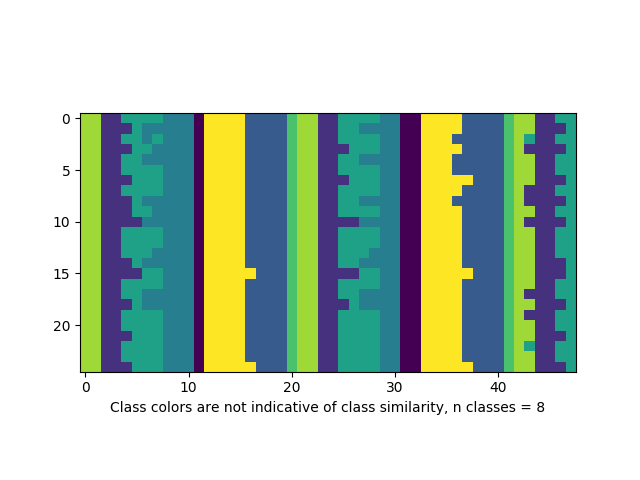 0
5
10
15
20
0 10 20 30 40
Class colors are not indicative of class similarity, n classes = 8